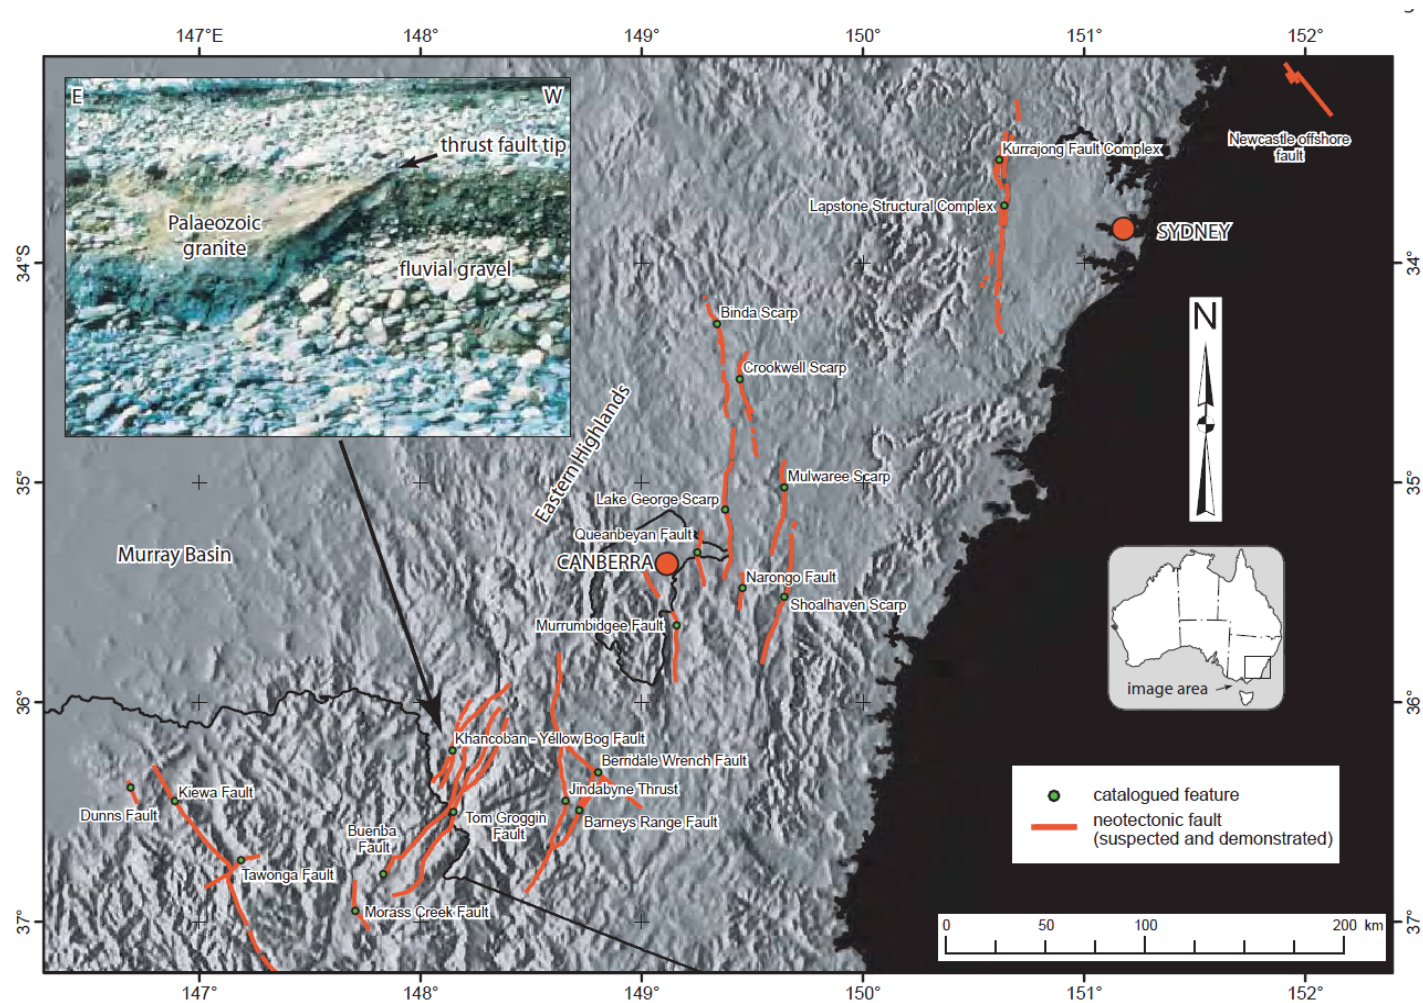 147°E
148°
149°
150°
151°
152°
E
W
thrust fault tip
Palaeozoic
granite
fluvial gravel
Newcastle offshore
fault
Kurrajong Fault Complex
Lapstone Structural Complex
SYDNEY
34°S
34°
Binda Scarp
Crookwell Scarp
N
Eastern Highlands
35°
35°
Mulwaree Scarp
Lake George Scarp
Queanbeyan Fault
Murray Basin
CANBERRA
Narongo Fault
Shoalhaven Scarp
Murrumbidgee Fault
image area
36°
36°
Khancoban - Yellow Bog Fault
Berridale Wrench Fault
Jindabyne Thrust
Barneys Range Fault
Kiewa Fault
Dunns Fault
Tom Groggin
Fault
Buenba
Fault
Tawonga Fault
Morass Creek Fault
catalogued feature
neotectonic fault
(suspected and demonstrated)
37°
37°
0 50 100 200 km
147°
148°
149°
150°
151°
152°